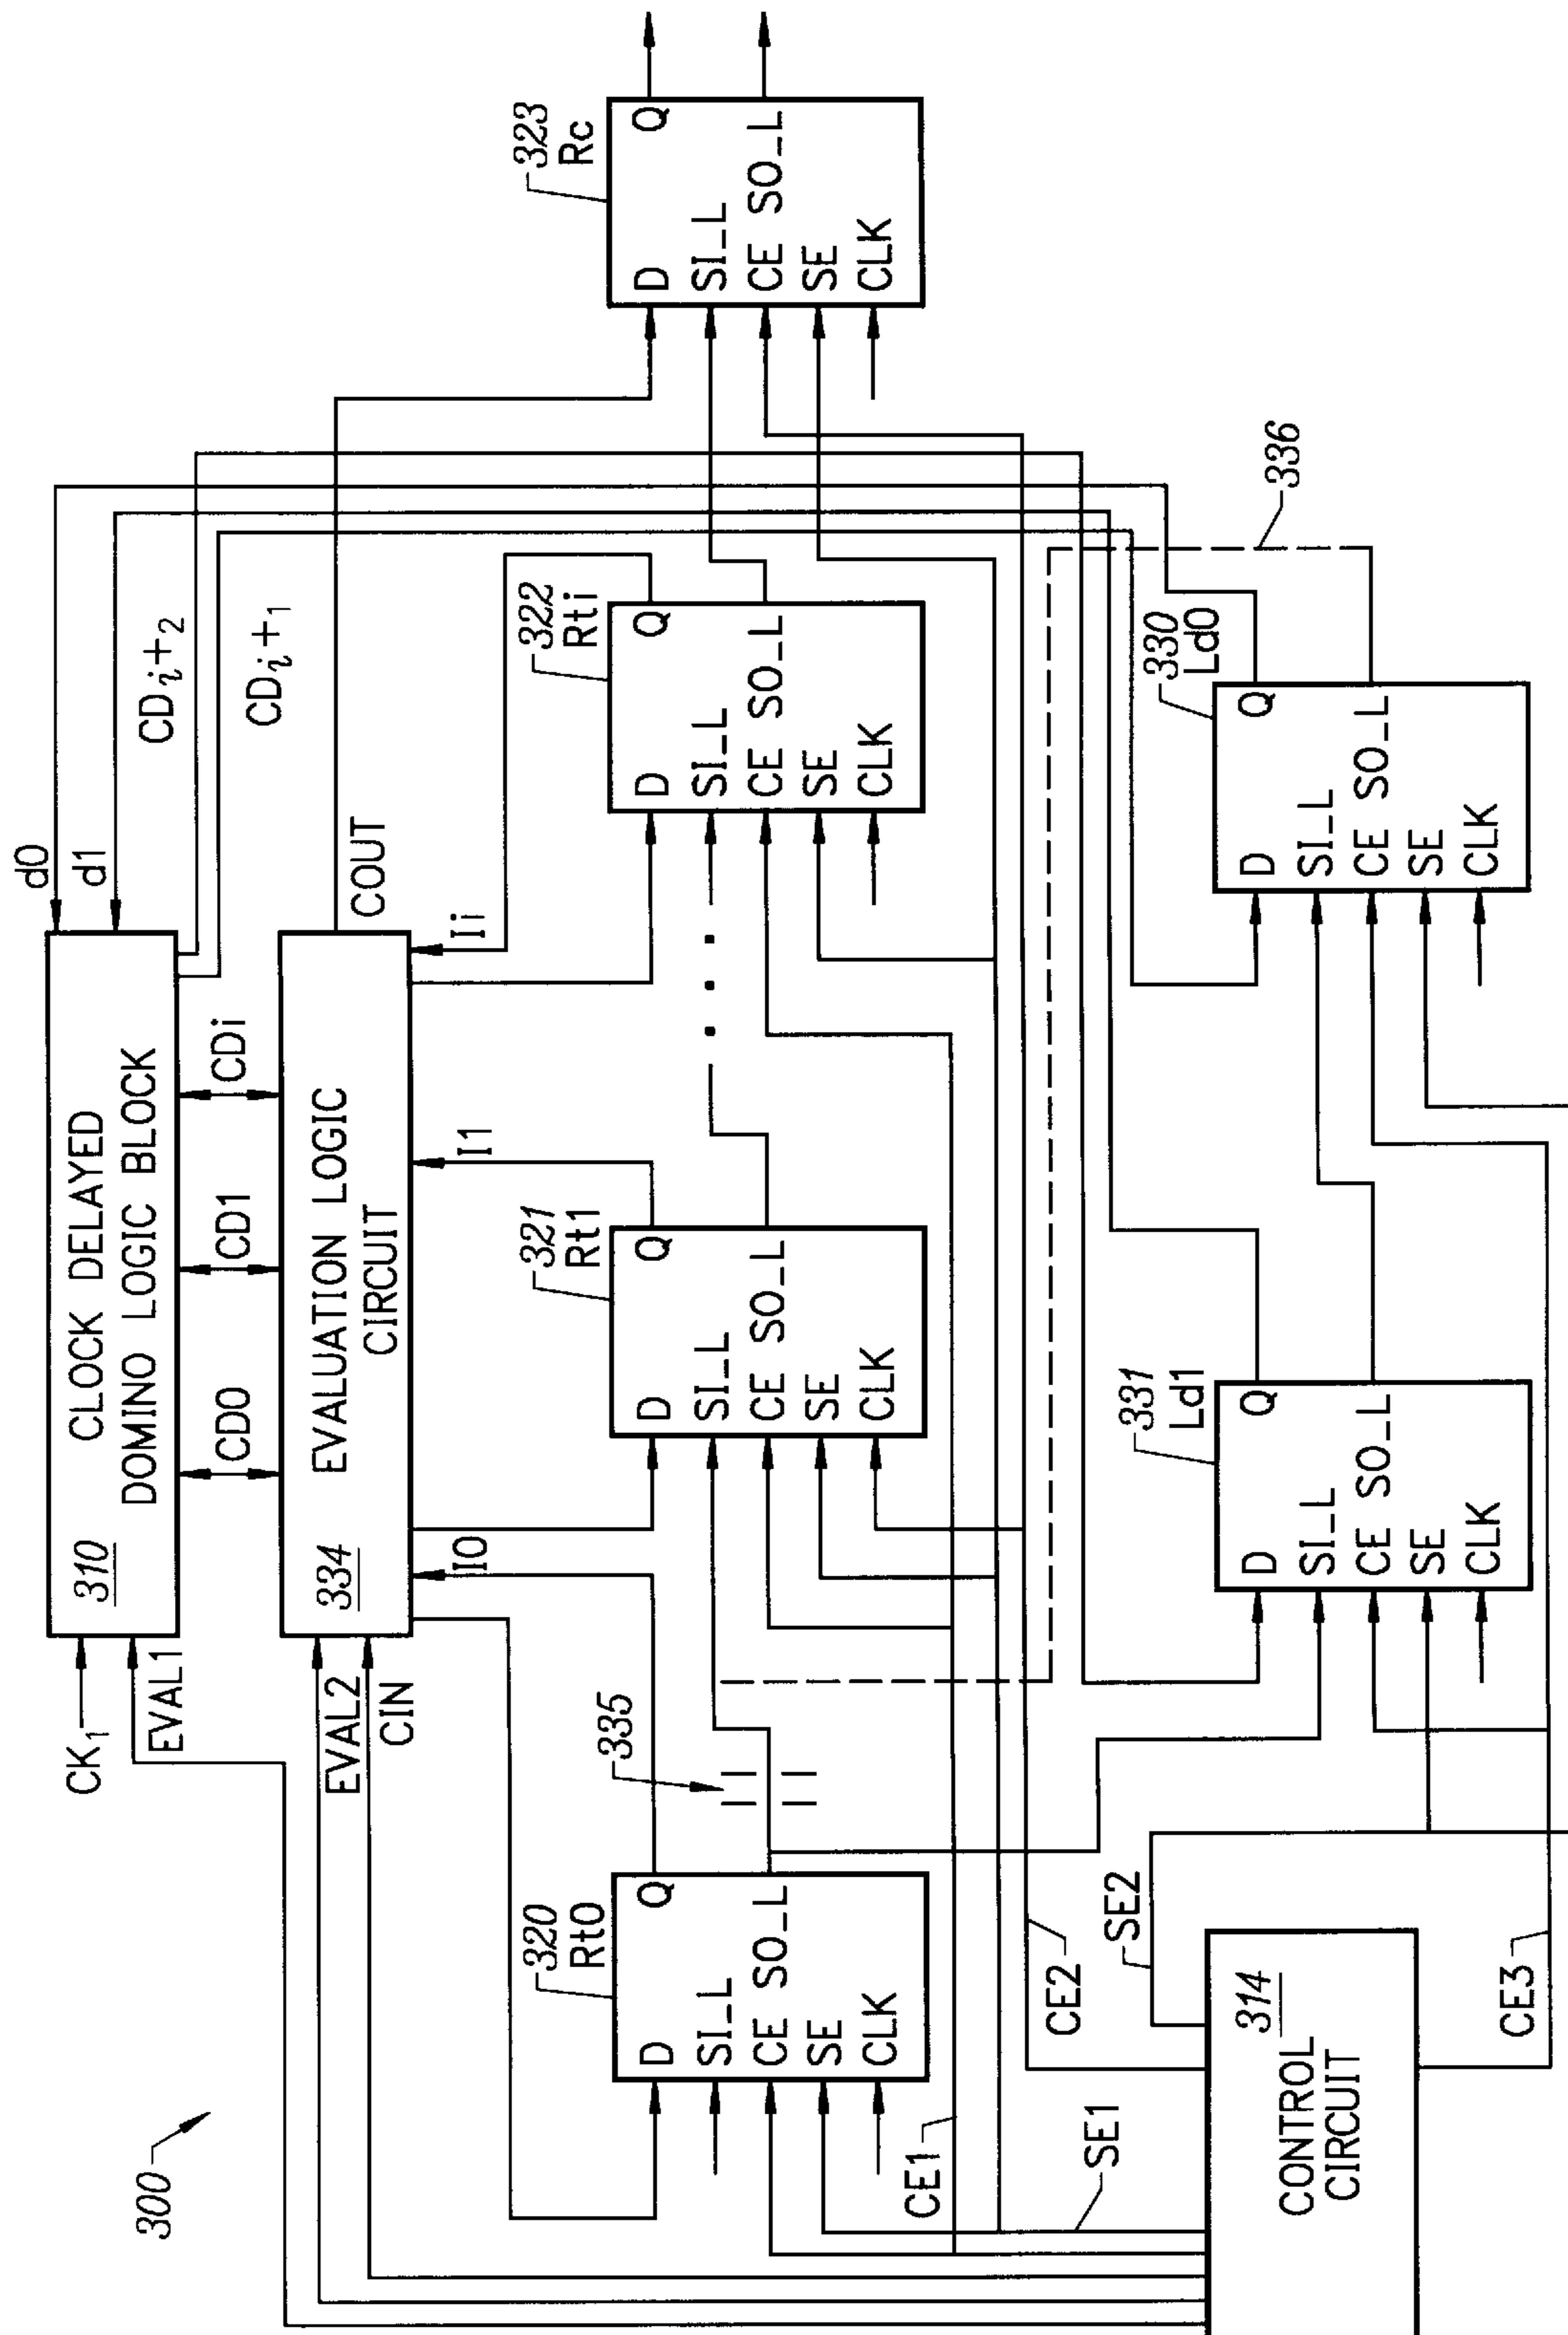 300
CK1
EVAL1
310
CLOCK DELAYED
DOMINO LOGIC BLOCK
d0
d1
CD0
CD1
CDi
CDi+2
CDi+1
EVAL2
CIN
334
EVALUATION LOGIC
CIRCUIT
COUT
I0
I1
Ii
320
Rt0
D
Q
SI_L
CE SO_L
SE
CLK
335
321
Rt1
D
Q
SI_L
CE SO_L
SE
CLK
322
Rti
D
Q
SI_L
CE SO_L
SE
CLK
323
Rc
D
Q
SI_L
CE SO_L
SE
CLK
CE1
SE1
CE2
SE2
CE3
314
CONTROL
CIRCUIT
331
Ld1
D
Q
SI_L
CE SO_L
SE
CLK
330
Ld0
D
Q
SI_L
CE SO_L
SE
CLK
336